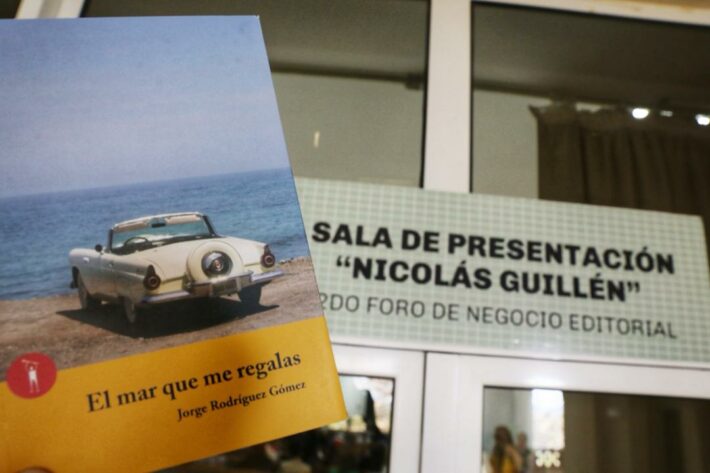 El mar que me regalas
Jorge Rodríguez Gómez
SALA DE PRESENTACIÓN
“NICOLÁS GUILLÉN”
2DO FORO DE NEGOCIO EDITORIAL